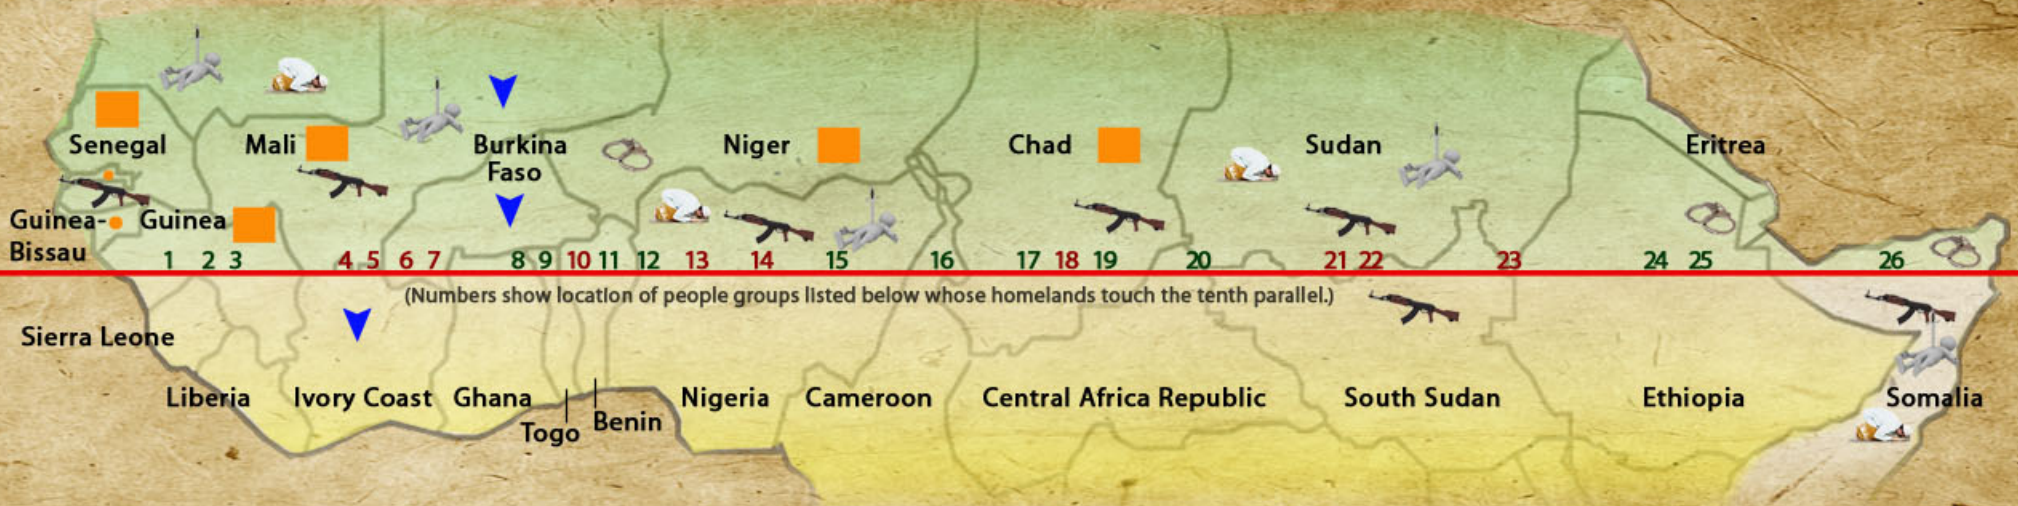 Senegal Mali Burkina Niger Chad Sudan Eritrea
Faso
Guinea- Guinea
Bissau
1 2 3 4 5 6 7 8 9 10 11 12 13 14 15 16 17 18 19 20 21 22 23 24 25 26
(Numbers show location of people groups listed below whose homelands touch the tenth parallel.)
Sierra Leone
Liberia Ivory Coast Ghana Nigeria Cameroon Central Africa Republic South Sudan Ethiopia Somalia
Togo Benin